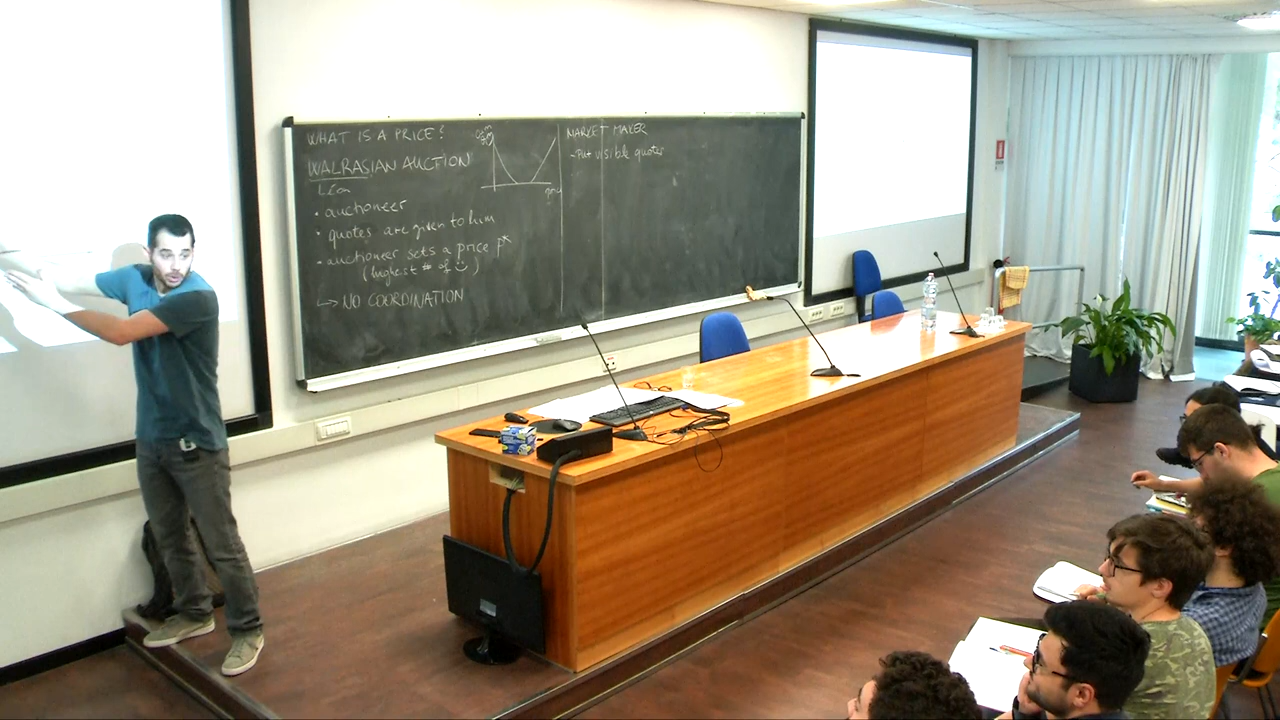 WHAT IS A PRICE?
WALRASIAN AUCTION
Léon
• auctioneer
• quotes are given to him
• auctioneer sets a price p*
(highest # of ☺)
↳ NO COORDINATION
MARKET MAKER
- Put visible quotes